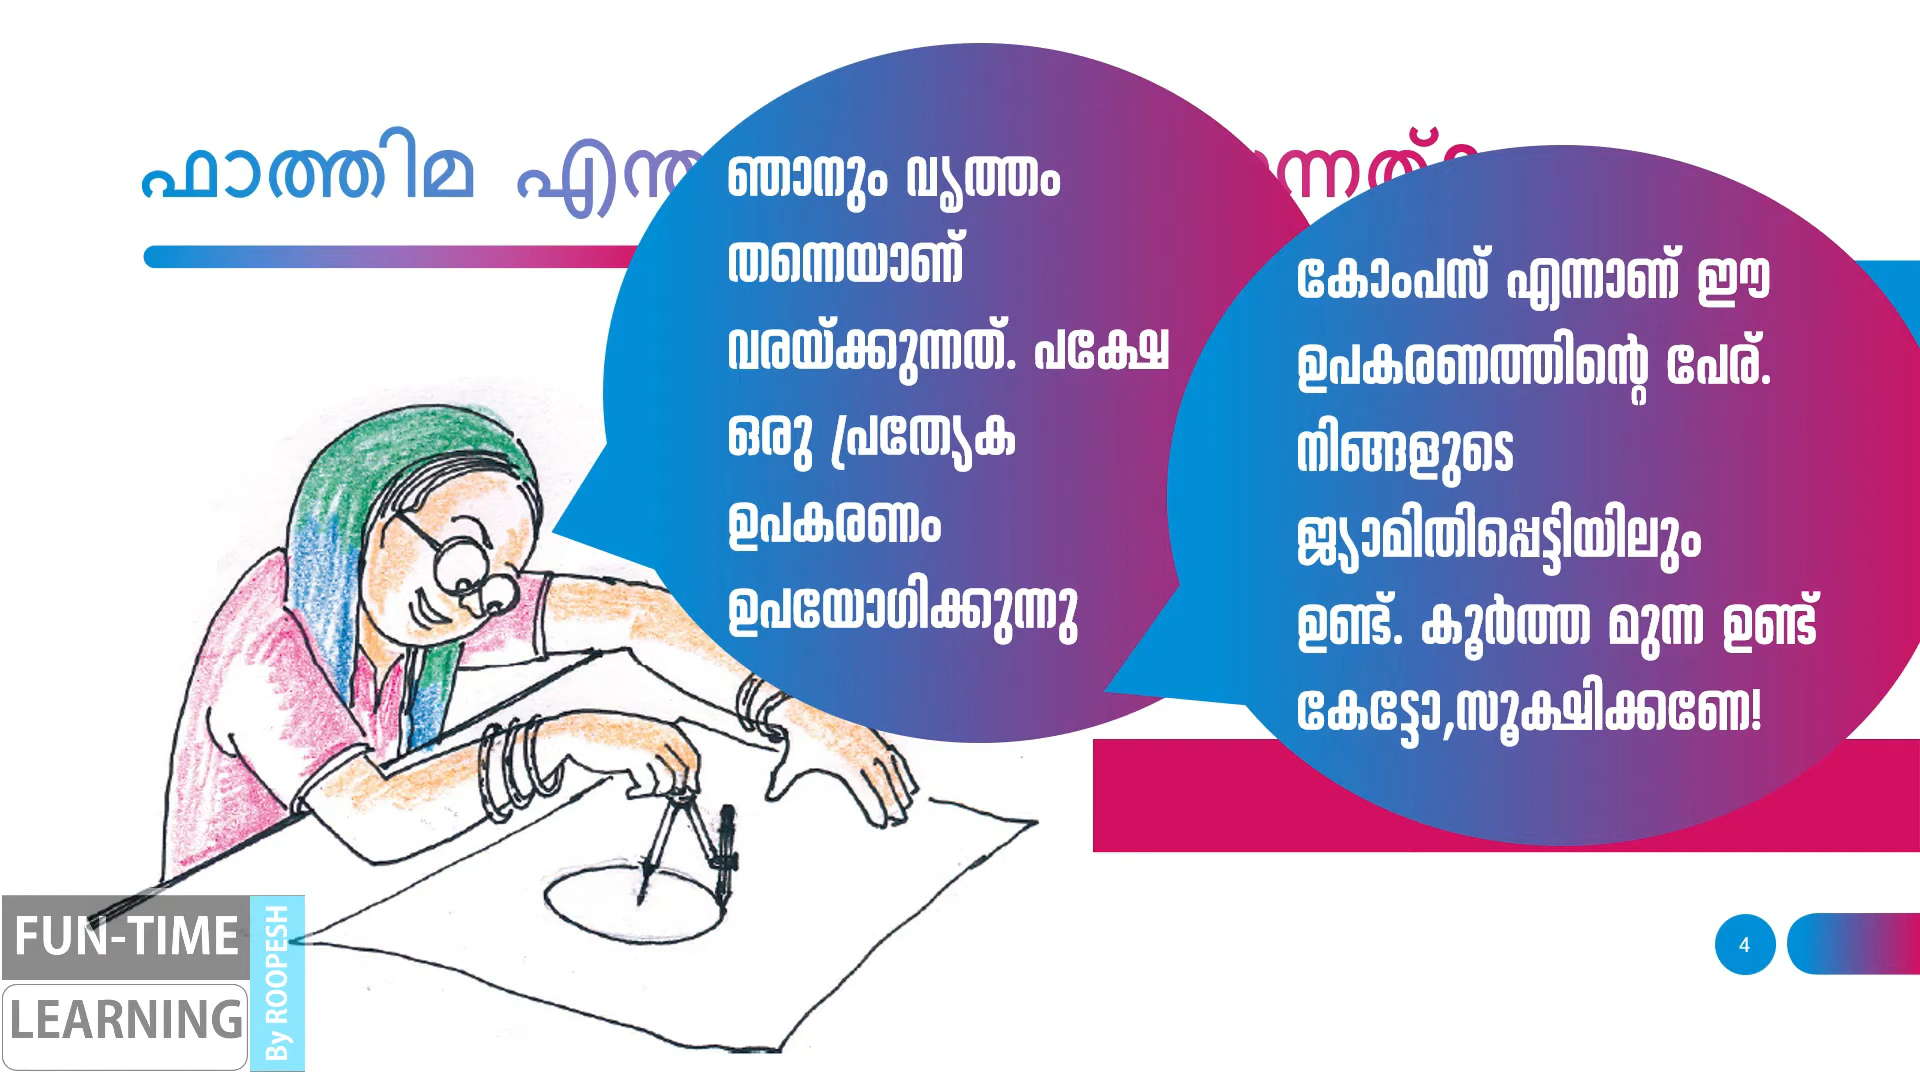 ഫാത്തിമ
ഞാനും വൃത്തം
തന്നെയാണ്
വരയ്ക്കുന്നത്. പക്ഷേ
ഒരു പ്രത്യേക
ഉപകരണം
ഉപയോഗിക്കുന്നു
കോംപസ് എന്നാണ് ഈ
ഉപകരണത്തിന്റെ പേര്.
നിങ്ങളുടെ
ജ്യാമിതിപ്പെട്ടിയിലും
ഉണ്ട്. കൂർത്ത മുന ഉണ്ട്
കേട്ടോ,സൂക്ഷിക്കണേ!
4
FUN-TIME
LEARNING
By ROOPESH